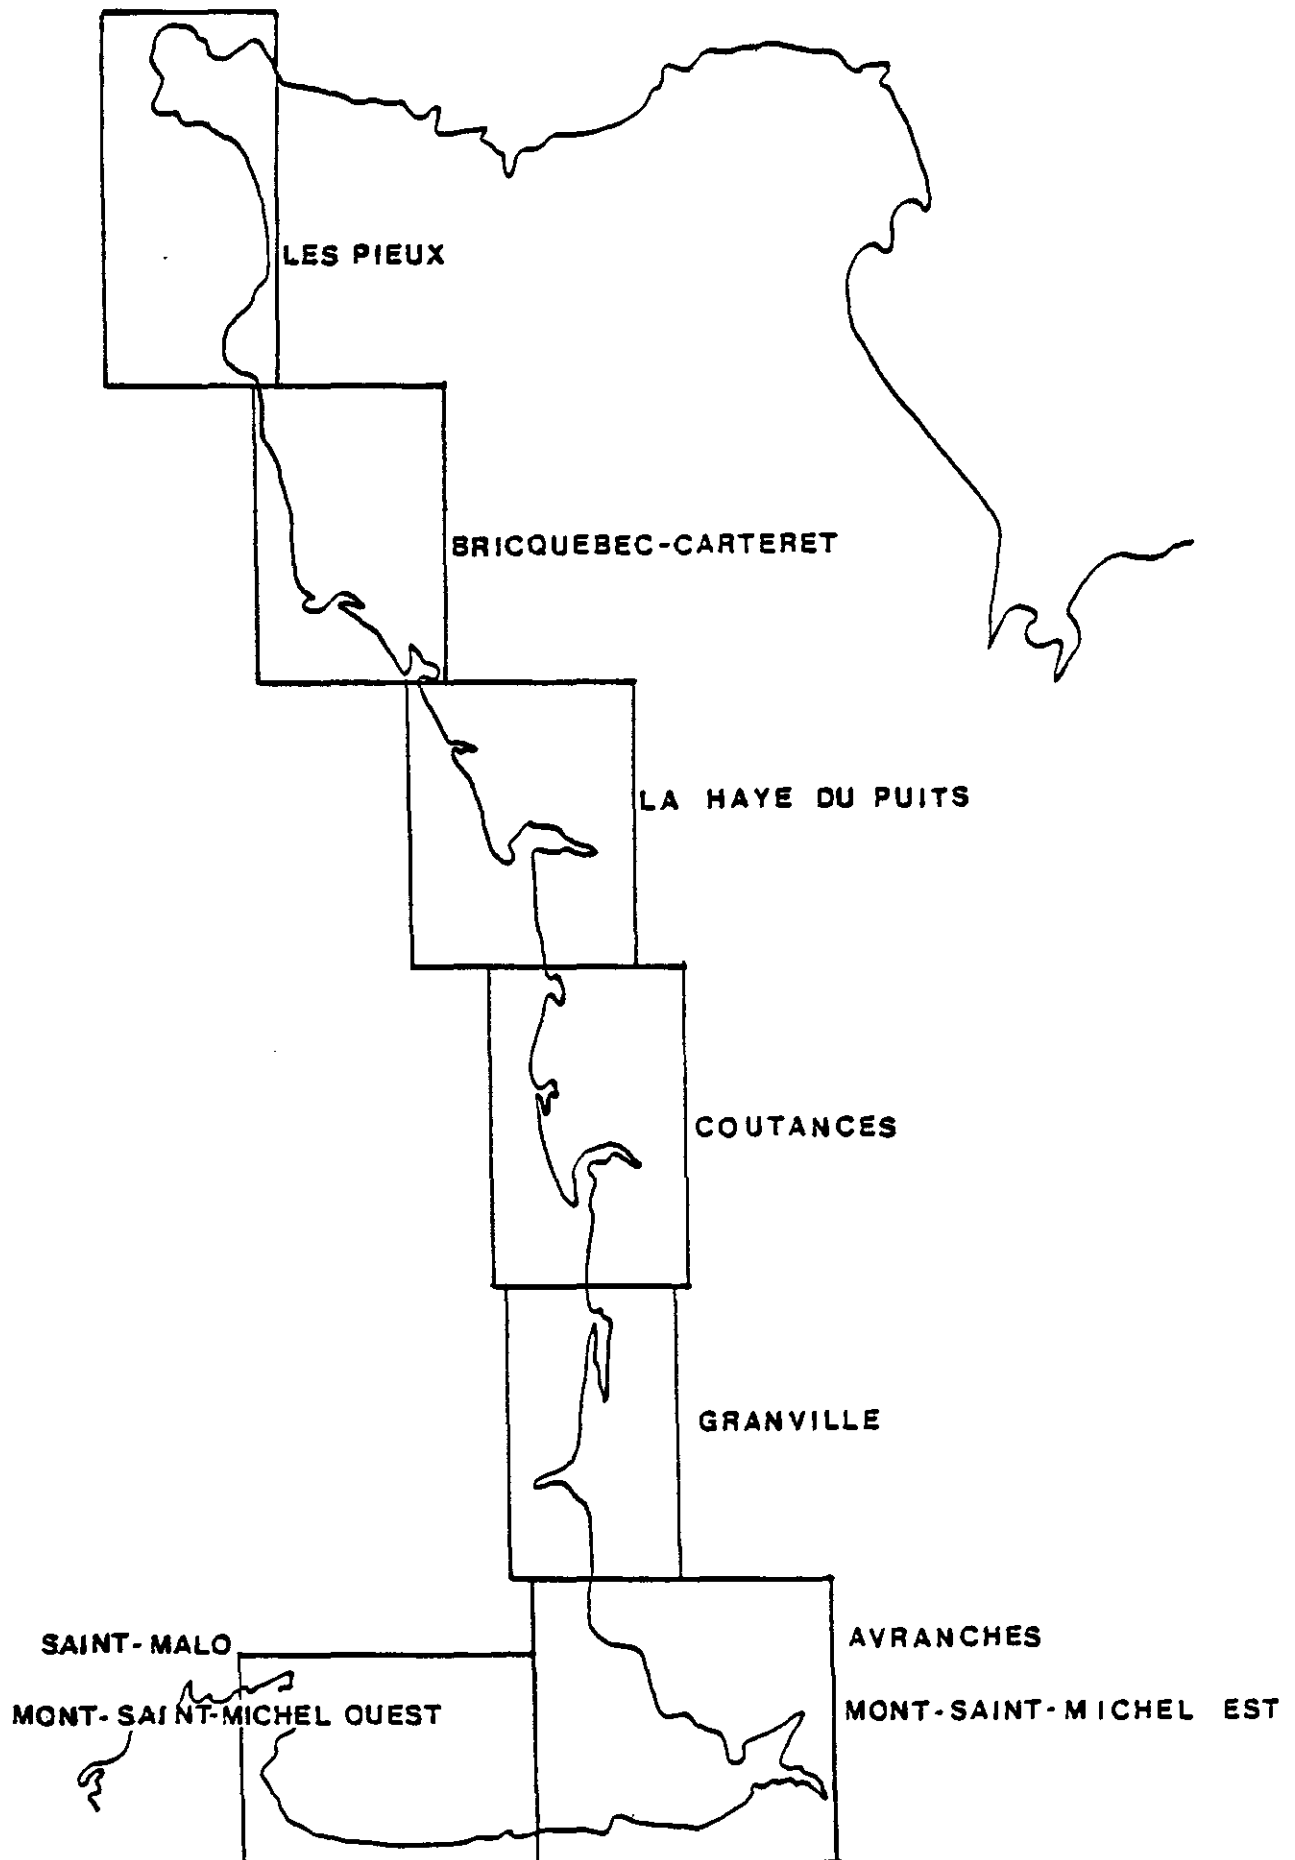 LES PIEUX
BRICQUEBEC-CARTERET
LA HAYE DU PUITS
COUTANCES
GRANVILLE
SAINT-MALO
MONT-SAINT-MICHEL OUEST
AVRANCHES
MONT-SAINT-MICHEL EST